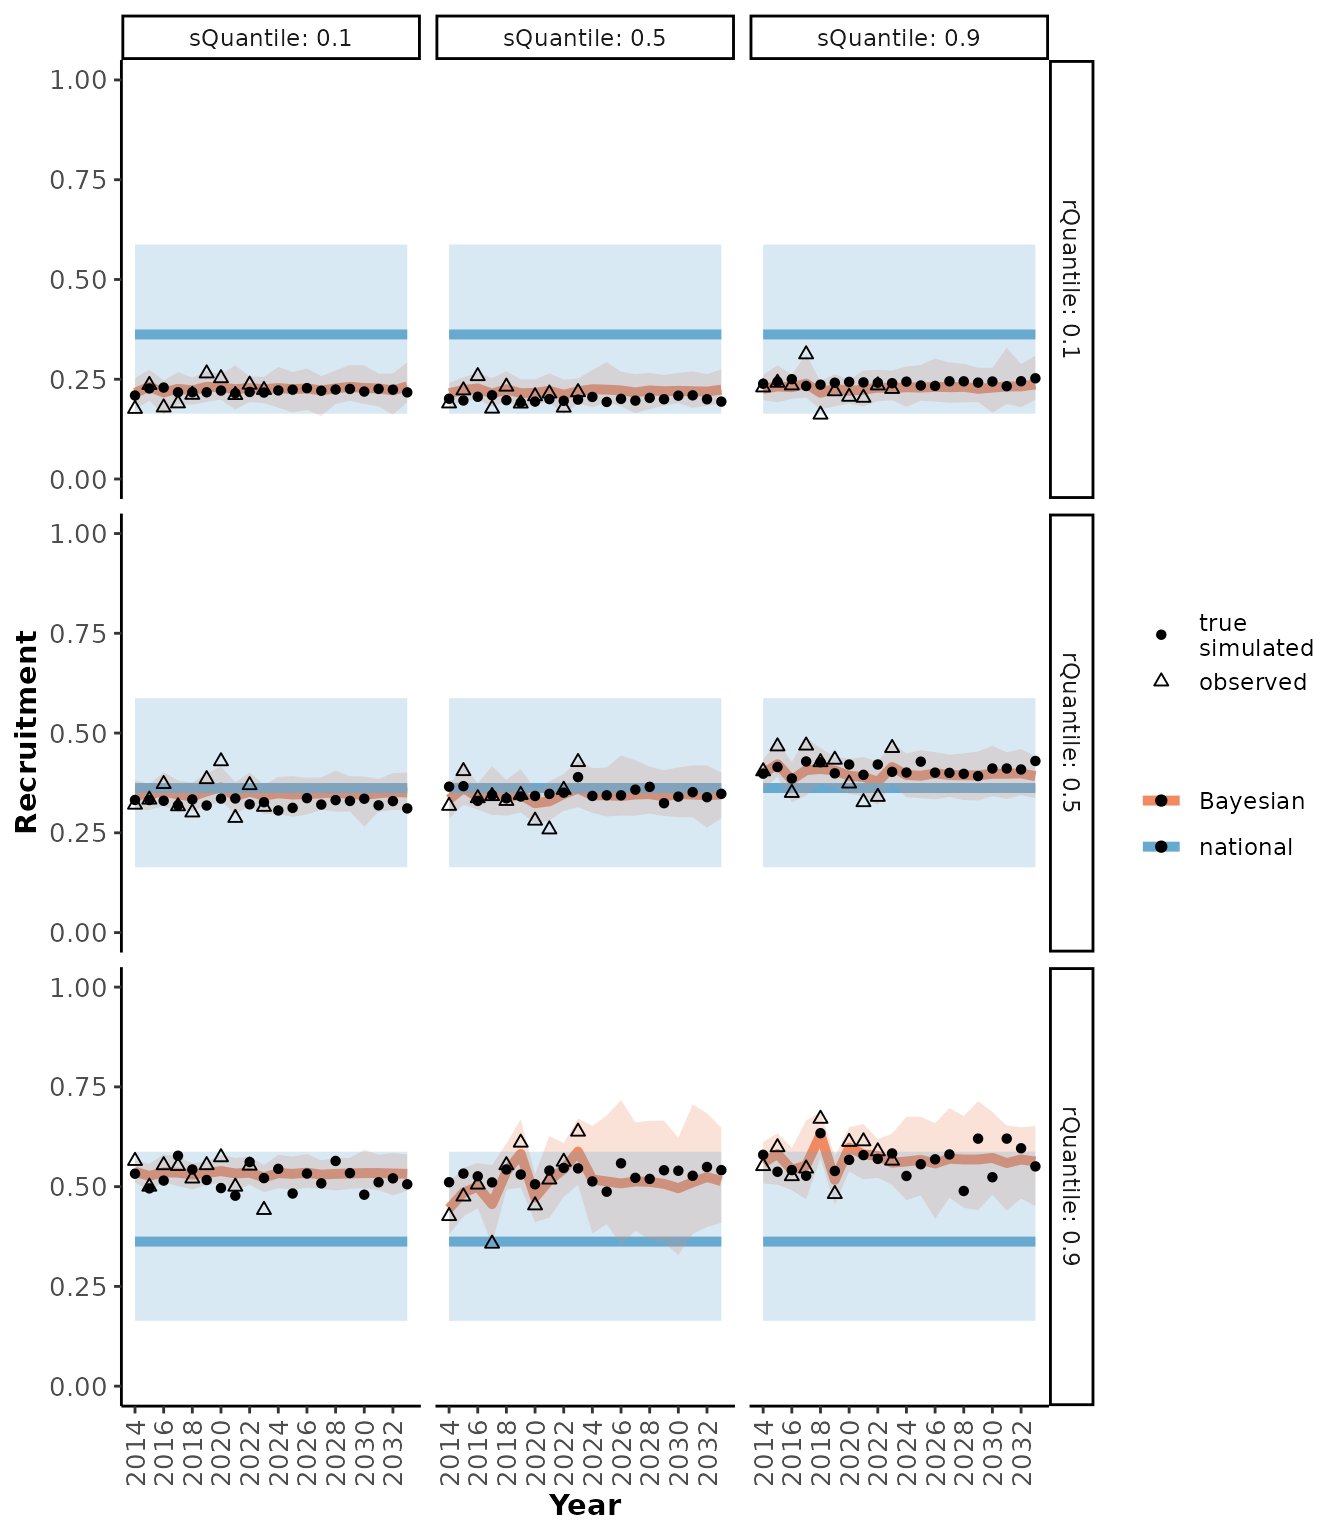 sQuantile: 0.1
sQuantile: 0.5
sQuantile: 0.9
1.00
0.75
0.50
0.25
0.00
rQuantile: 0.1
1.00
0.75
0.50
0.25
0.00
rQuantile: 0.5
1.00
0.75
0.50
0.25
0.00
rQuantile: 0.9
Recruitment
2014 2016 2018 2020 2022 2024 2026 2028 2030 2032
2014 2016 2018 2020 2022 2024 2026 2028 2030 2032
2014 2016 2018 2020 2022 2024 2026 2028 2030 2032
Year
true
simulated
observed
Bayesian
national